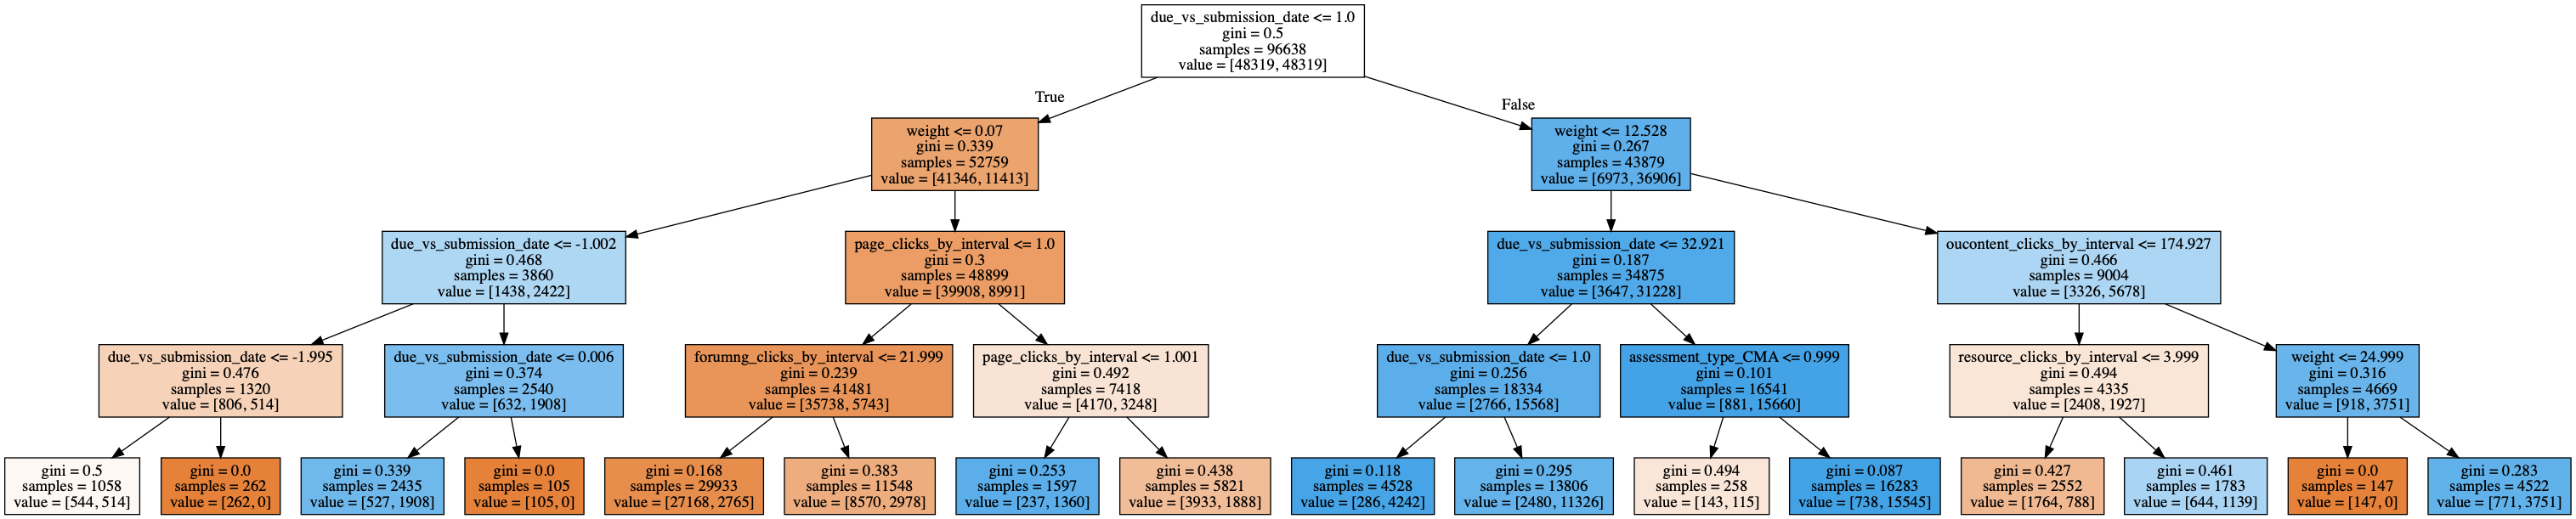 due_vs_submission_date <= 1.0
gini = 0.5
samples = 96638
value = [48319, 48319]
True
False
weight <= 0.07
gini = 0.339
samples = 52759
value = [41346, 11413]
weight <= 12.528
gini = 0.267
samples = 43879
value = [6973, 36906]
due_vs_submission_date <= -1.002
gini = 0.468
samples = 3860
value = [1438, 2422]
page_clicks_by_interval <= 1.0
gini = 0.3
samples = 48899
value = [39908, 8991]
due_vs_submission_date <= 32.921
gini = 0.187
samples = 34875
value = [3647, 31228]
oucontent_clicks_by_interval <= 174.927
gini = 0.466
samples = 9004
value = [3326, 5678]
due_vs_submission_date <= -1.995
gini = 0.476
samples = 1320
value = [806, 514]
due_vs_submission_date <= 0.006
gini = 0.374
samples = 2540
value = [632, 1908]
forumng_clicks_by_interval <= 21.999
gini = 0.239
samples = 41481
value = [35738, 5743]
page_clicks_by_interval <= 1.001
gini = 0.492
samples = 7418
value = [4170, 3248]
due_vs_submission_date <= 1.0
gini = 0.256
samples = 18334
value = [2766, 15568]
assessment_type_CMA <= 0.999
gini = 0.101
samples = 16541
value = [881, 15660]
resource_clicks_by_interval <= 3.999
gini = 0.494
samples = 4335
value = [2408, 1927]
weight <= 24.999
gini = 0.316
samples = 4669
value = [918, 3751]
gini = 0.5
samples = 1058
value = [544, 514]
gini = 0.0
samples = 262
value = [262, 0]
gini = 0.339
samples = 2435
value = [527, 1908]
gini = 0.0
samples = 105
value = [105, 0]
gini = 0.168
samples = 29933
value = [27168, 2765]
gini = 0.383
samples = 11548
value = [8570, 2978]
gini = 0.253
samples = 1597
value = [237, 1360]
gini = 0.438
samples = 5821
value = [3933, 1888]
gini = 0.118
samples = 4528
value = [286, 4242]
gini = 0.295
samples = 13806
value = [2480, 11326]
gini = 0.494
samples = 258
value = [143, 115]
gini = 0.087
samples = 16283
value = [738, 15545]
gini = 0.427
samples = 2552
value = [1764, 788]
gini = 0.461
samples = 1783
value = [644, 1139]
gini = 0.0
samples = 147
value = [147, 0]
gini = 0.283
samples = 4522
value = [771, 3751]